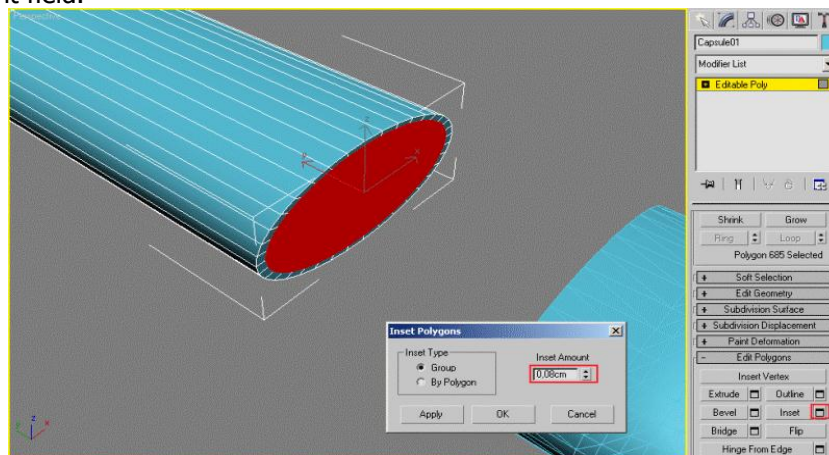 it field.
Perspective
z
x
Inset Polygons
Inset Type
Group
By Polygon
Inset Amount
0,08cm
Apply
OK
Cancel
z
x
y
Capsule01
Modifier List
Editable Poly
Shrink
Grow
Ring
Loop
Polygon 685 Selected
+ Soft Selection
+ Edit Geometry
+ Subdivision Surface
+ Subdivision Displacement
+ Paint Deformation
- Edit Polygons
Insert Vertex
Extrude
Outline
Bevel
Inset
Bridge
Flip
Hinge From Edge